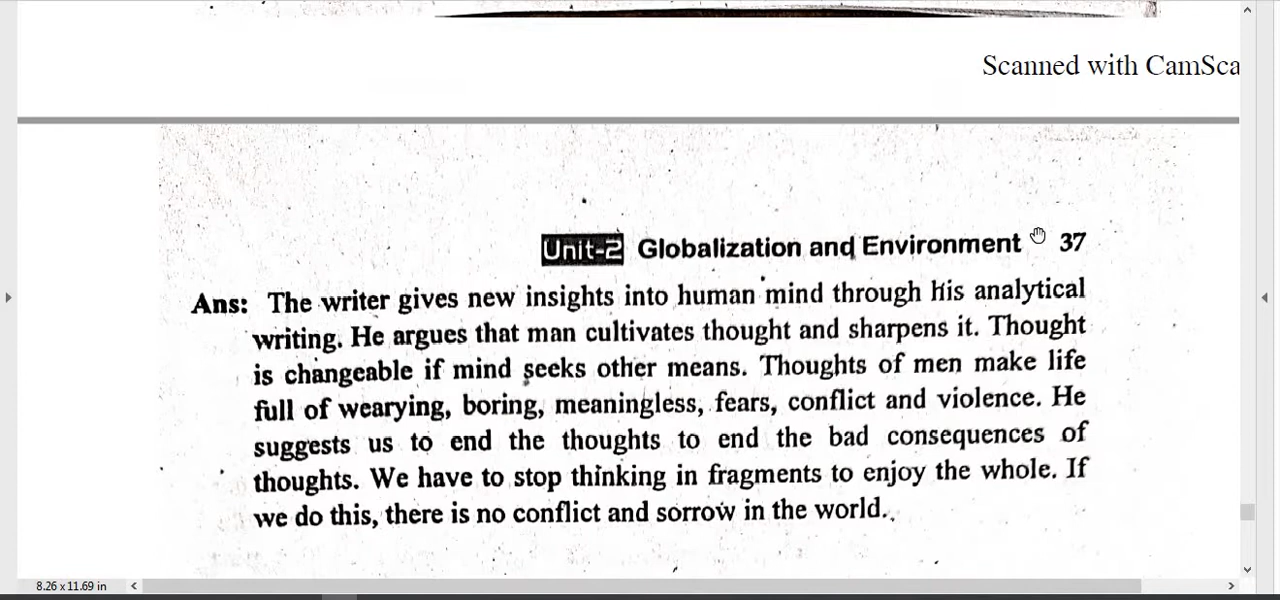 Scanned with CamSca
Unit-2 Globalization and Environment 37
Ans: The writer gives new insights into human mind through his analytical
writing. He argues that man cultivates thought and sharpens it. Thought
is changeable if mind seeks other means. Thoughts of men make life
full of wearying, boring, meaningless, fears, conflict and violence. He
suggests us to end the thoughts to end the bad consequences of
thoughts. We have to stop thinking in fragments to enjoy the whole. If
we do this, there is no conflict and sorrow in the world.
8.26 x 11.69 in